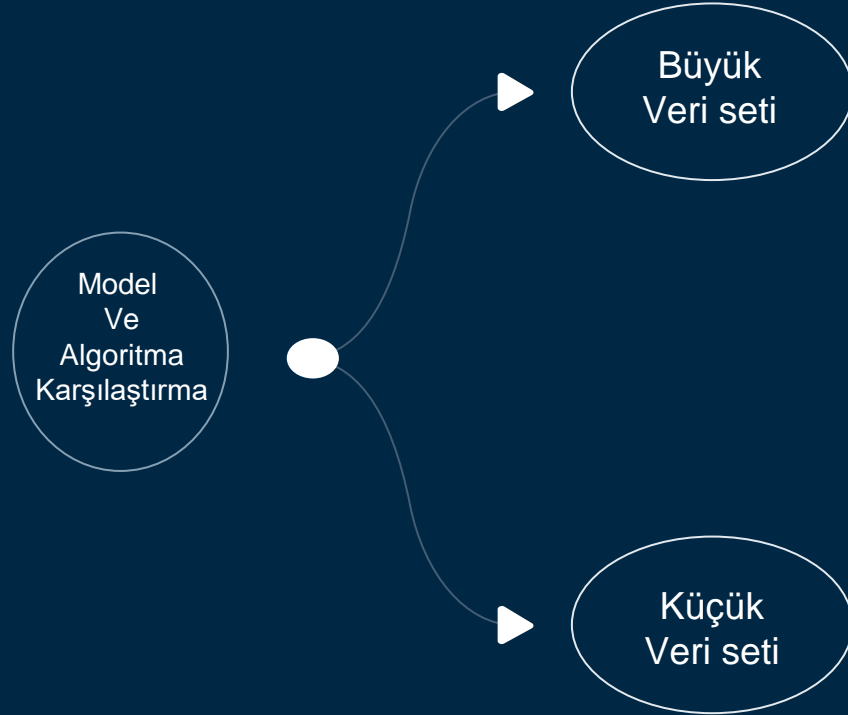 Büyük
Veri seti
Model
Ve
Algoritma
Karşılaştırma
Küçük
Veri seti